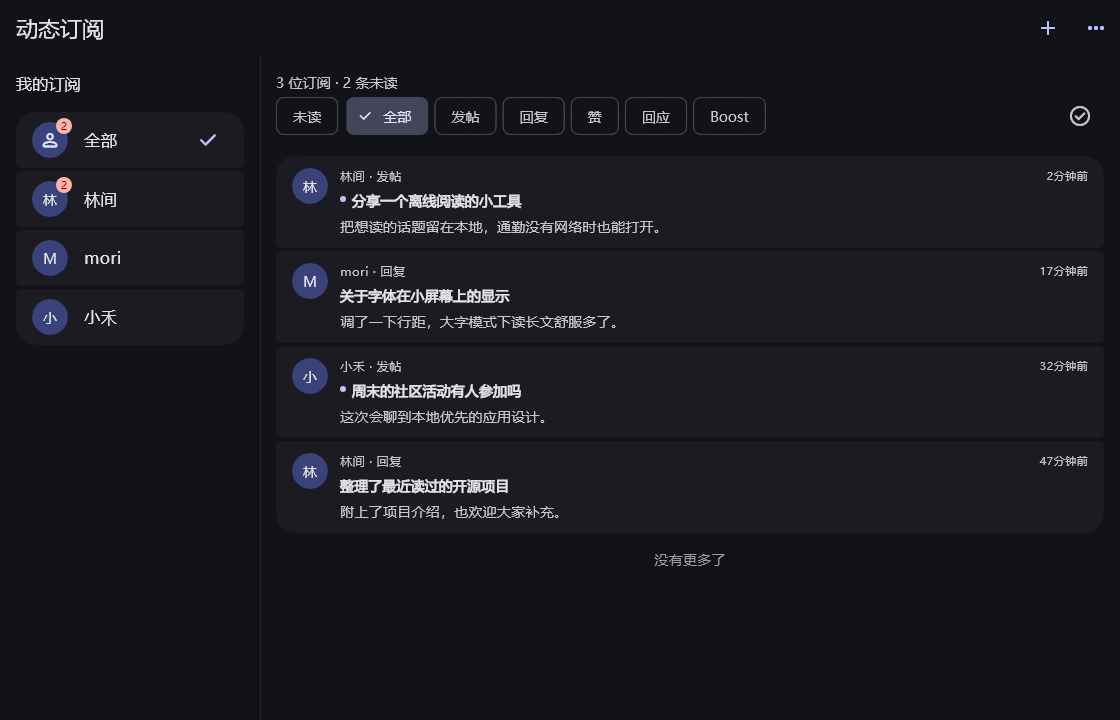 动态订阅
我的订阅
2
全部
林
2
林间
M
mori
小
小禾
3 位订阅 · 2 条未读
未读
全部
发帖
回复
赞
回应
Boost
林
林间 · 发帖
2分钟前
分享一个离线阅读的小工具
把想读的话题留在本地，通勤没有网络时也能打开。
M
mori · 回复
17分钟前
关于字体在小屏幕上的显示
调了一下行距，大字模式下读长文舒服多了。
小
小禾 · 发帖
32分钟前
周末的社区活动有人参加吗
这次会聊到本地优先的应用设计。
林
林间 · 回复
47分钟前
整理了最近读过的开源项目
附上了项目介绍，也欢迎大家补充。
没有更多了